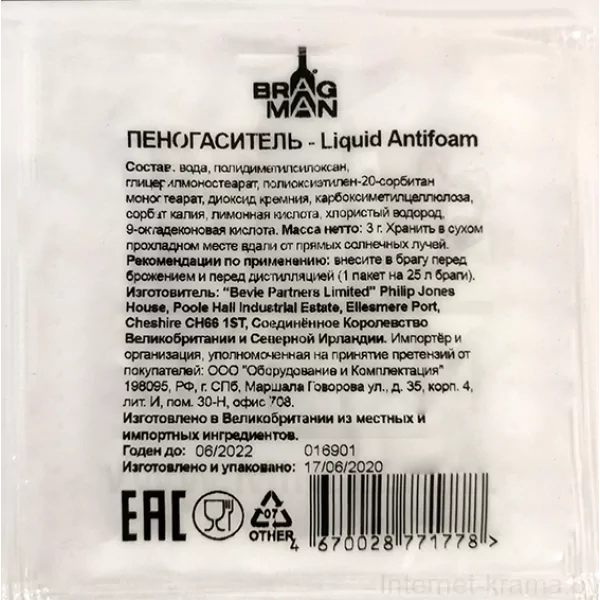 BRAG
MAN
ПЕНОГАСИТЕЛЬ - Liquid Antifoam
Состав: вода, полидиметилсилоксан,
глицерилмоностеарат, полиоксиэтилен-20-сорбитан
моностеарат, диоксид кремния, карбоксиметилцеллюлоза,
сорбат калия, лимонная кислота, хлористый водород,
9-октадеконовая кислота. Масса нетто: 3 г. Хранить в сухом
прохладном месте вдали от прямых солнечных лучей.
Рекомендации по применению: внесите в брагу перед
брожением и перед дистилляцией (1 пакет на 25 л браги).
Изготовитель: "Bevie Partners Limited" Philip Jones
House, Poole Hall Industrial Estate, Ellesmere Port,
Cheshire CH66 1ST, Соединённое Королевство
Великобритании и Северной Ирландии. Импортёр и
организация, уполномоченная на принятие претензий от
покупателей: ООО "Оборудование и Комплектация"
198095, РФ, г. СПб, Маршала Говорова ул., д. 35, корп. 4,
лит. И, пом. 30-Н, офис 708.
Изготовлено в Великобритании из местных и
импортных ингредиентов.
Годен до: 06/2022 016901
Изготовлено и упаковано: 17/06/2020
EAC 07 OTHER
4 670028 771778 >
internet-krama.by